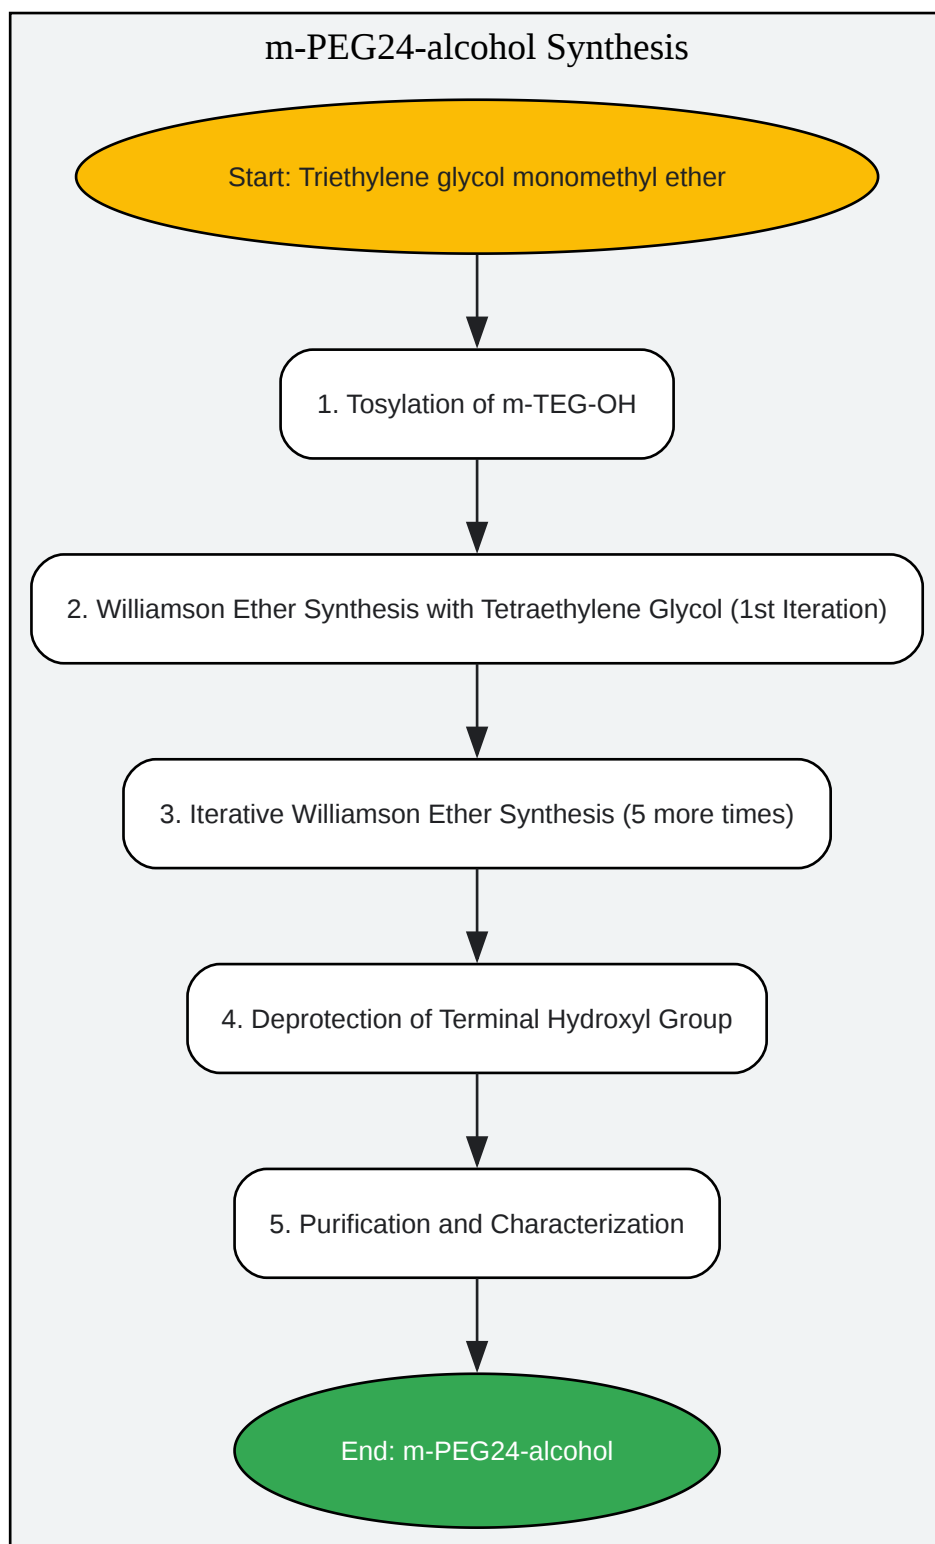 m-PEG24-alcohol Synthesis
Start: Triethylene glycol monomethyl ether
1. Tosylation of m-TEG-OH
2. Williamson Ether Synthesis with Tetraethylene Glycol (1st Iteration)
3. Iterative Williamson Ether Synthesis (5 more times)
4. Deprotection of Terminal Hydroxyl Group
5. Purification and Characterization
End: m-PEG24-alcohol